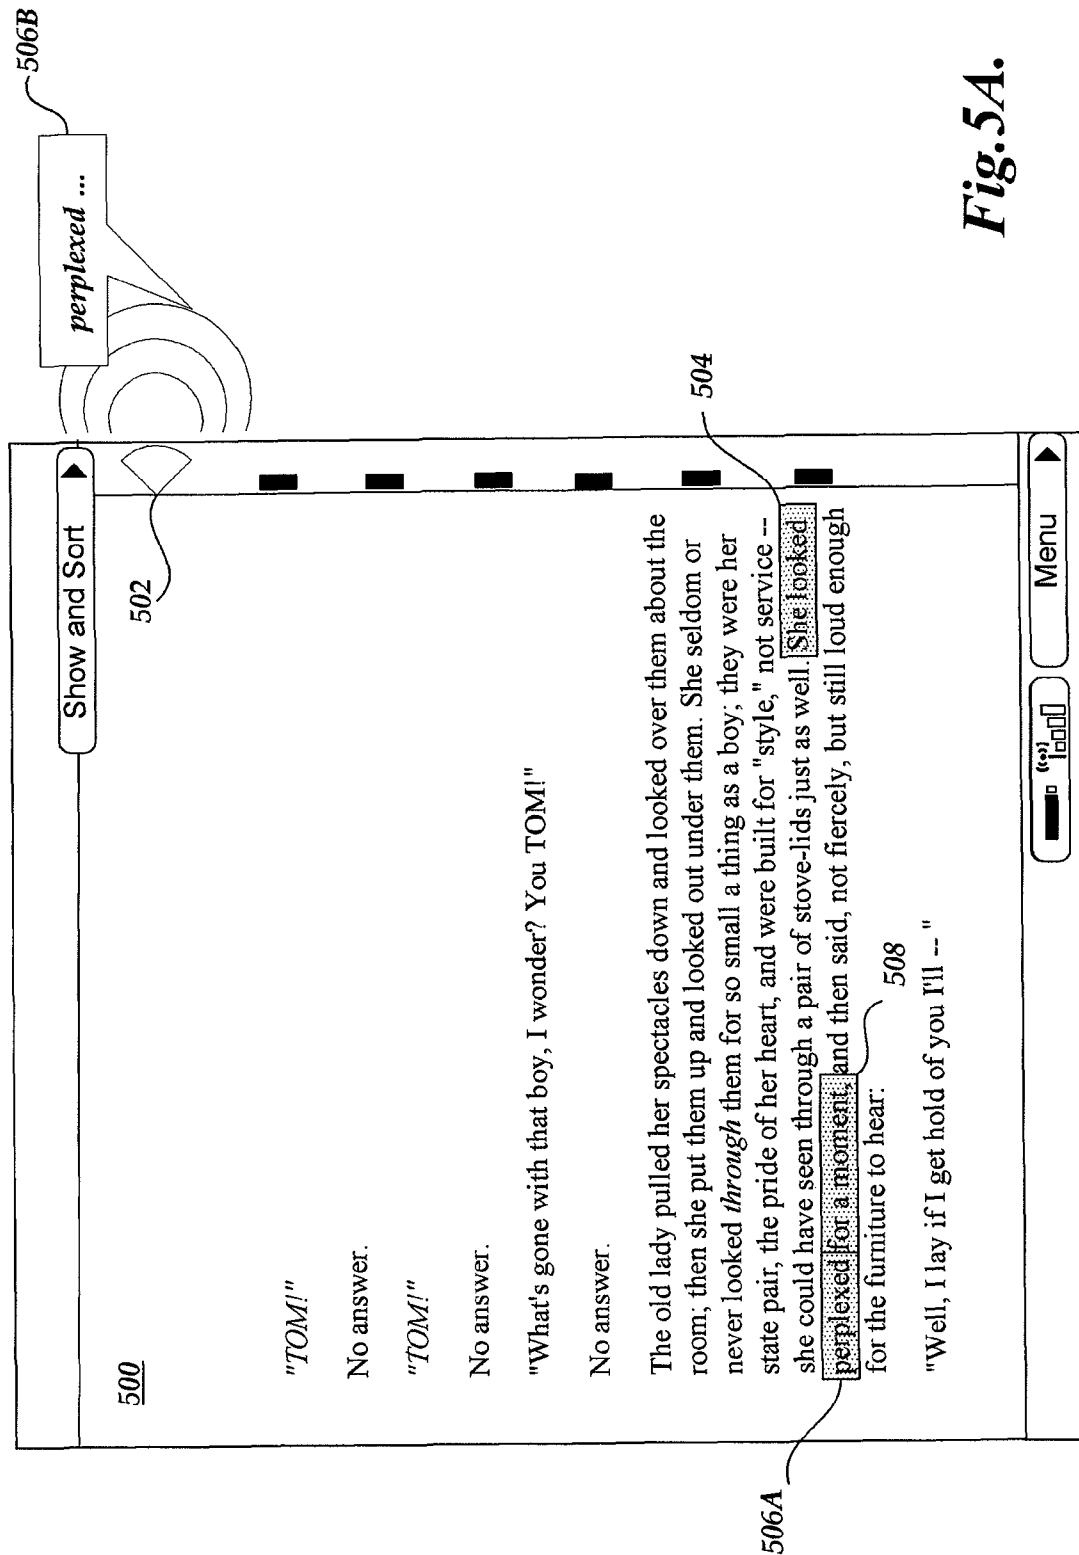 Show and Sort
506B
perplexed ...
502
500
"TOM!"
No answer.
"TOM!"
No answer.
"What's gone with that boy, I wonder? You TOM!"
No answer.
504
The old lady pulled her spectacles down and looked over them about the
room; then she put them up and looked out under them. She seldom or
never looked through them for so small a thing as a boy; they were her
state pair, the pride of her heart, and were built for "style," not service --
she could have seen through a pair of stove-lids just as well. She looked
perplexed for a moment, and then said, not fiercely, but still loud enough
for the furniture to hear:
506A
508
"Well, I lay if I get hold of you I'll -- "
Menu
Fig.5A.